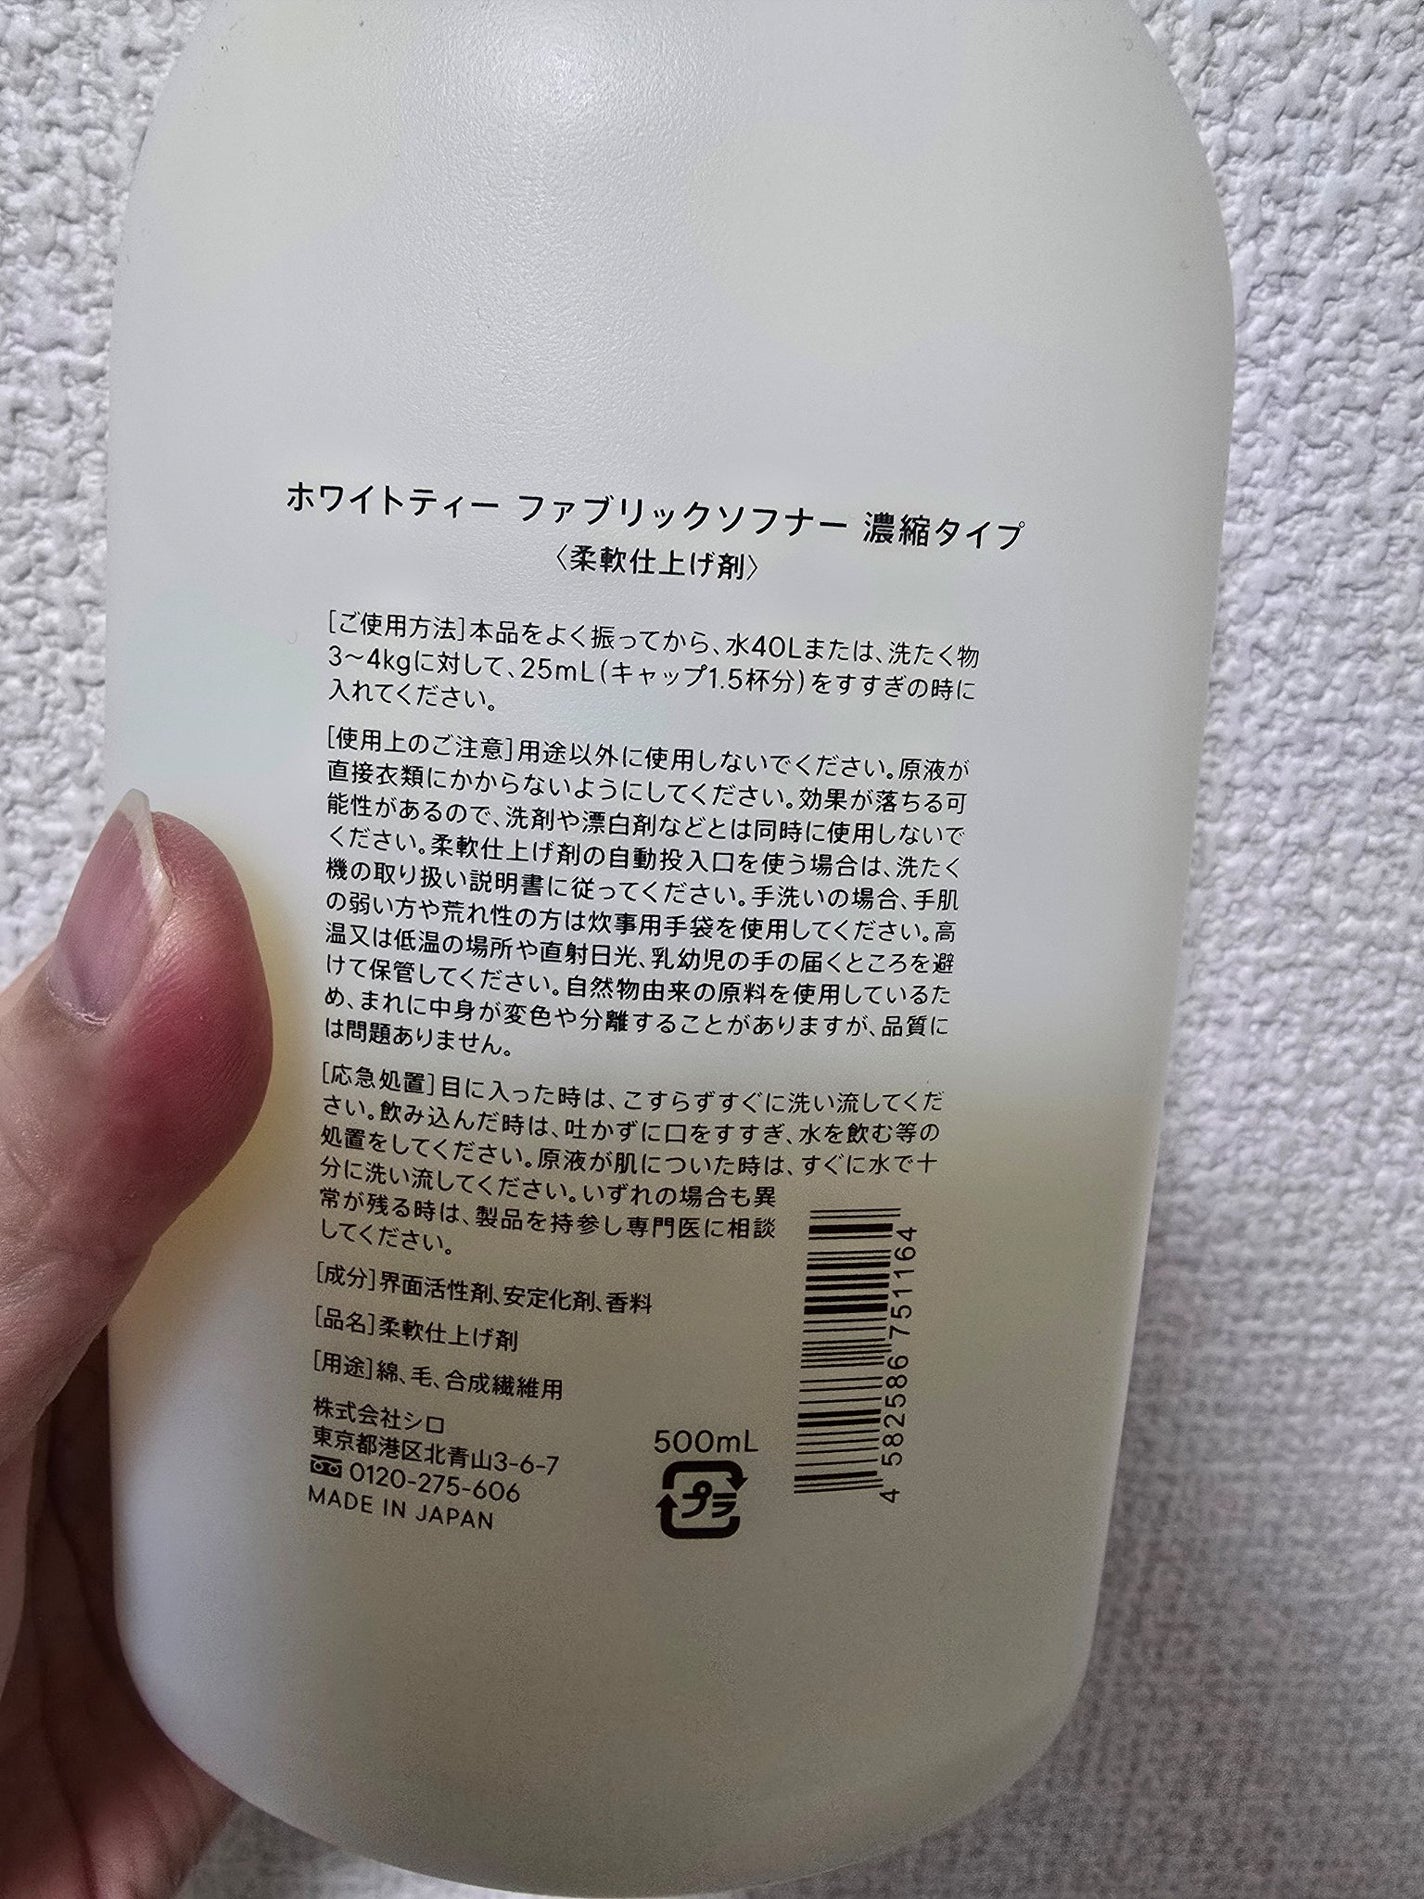 ホワイトティー ファブリックソフナー 濃縮タイプ
〈柔軟仕上げ剤〉
[ご使用方法]本品をよく振ってから、水40Lまたは、洗たく物
3〜4kgに対して、25mL(キャップ1.5杯分)をすすぎの時に
入れてください。
[使用上のご注意]用途以外に使用しないでください。原液が
直接衣類にかからないようにしてください。効果が落ちる可
能性があるので、洗剤や漂白剤などとは同時に使用しないで
ください。柔軟仕上げ剤の自動投入口を使う場合は、洗たく
機の取り扱い説明書に従ってください。手洗いの場合、手肌
の弱い方や荒れ性の方は炊事用手袋を使用してください。高
温又は低温の場所や直射日光、乳幼児の手の届くところを避
けて保管してください。自然物由来の原料を使用しているた
め、まれに中身が変色や分離することがありますが、品質に
は問題ありません。
[応急処置]目に入った時は、こすらずすぐに洗い流してくだ
さい。飲み込んだ時は、吐かずに口をすすぎ、水を飲む等の
処置をしてください。原液が肌についた時は、すぐに水で十
分に洗い流してください。いずれの場合も異
常が残る時は、製品を持参し専門医に相談
してください。
[成分]界面活性剤、安定化剤、香料
[品名]柔軟仕上げ剤
[用途]綿、毛、合成繊維用
株式会社シロ
東京都港区北青山3-6-7
0120-275-606
MADE IN JAPAN
500mL
プラ
4 582586 751164